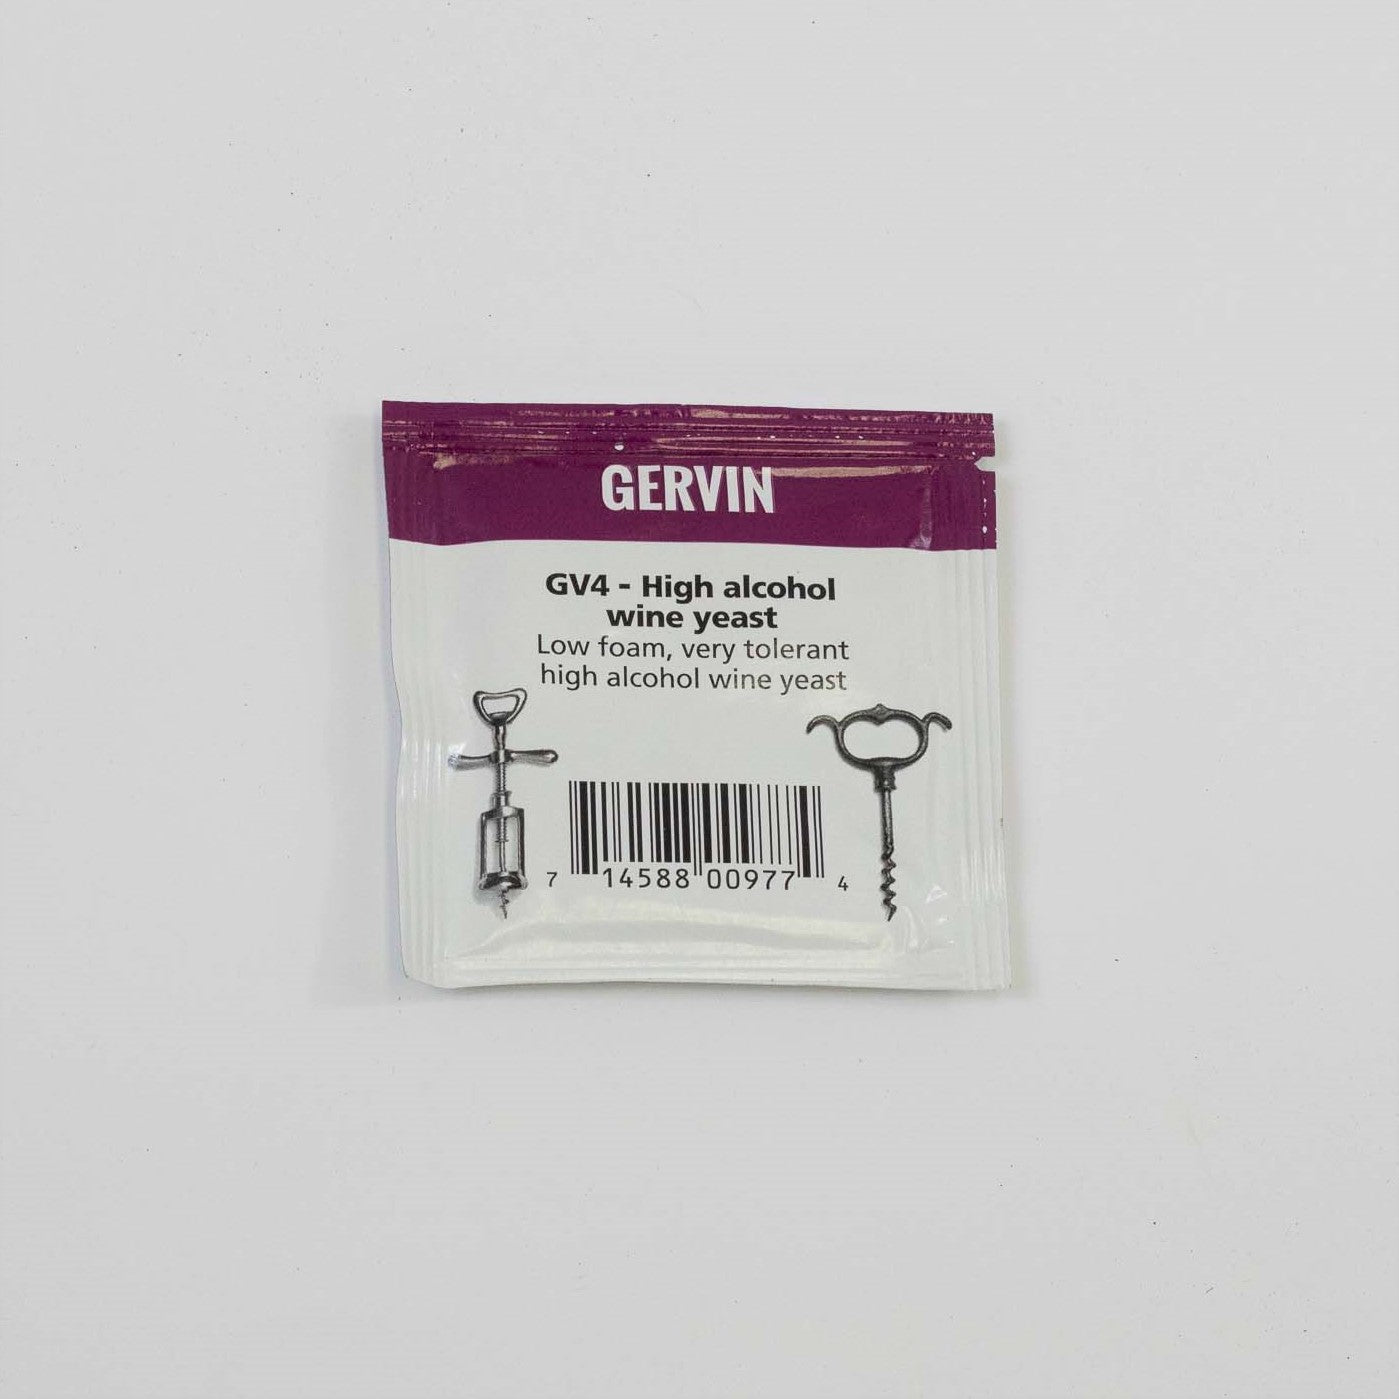 GERVIN
GV4 - High alcohol
wine yeast
Low foam, very tolerant
high alcohol wine yeast
7 14588 00977 4